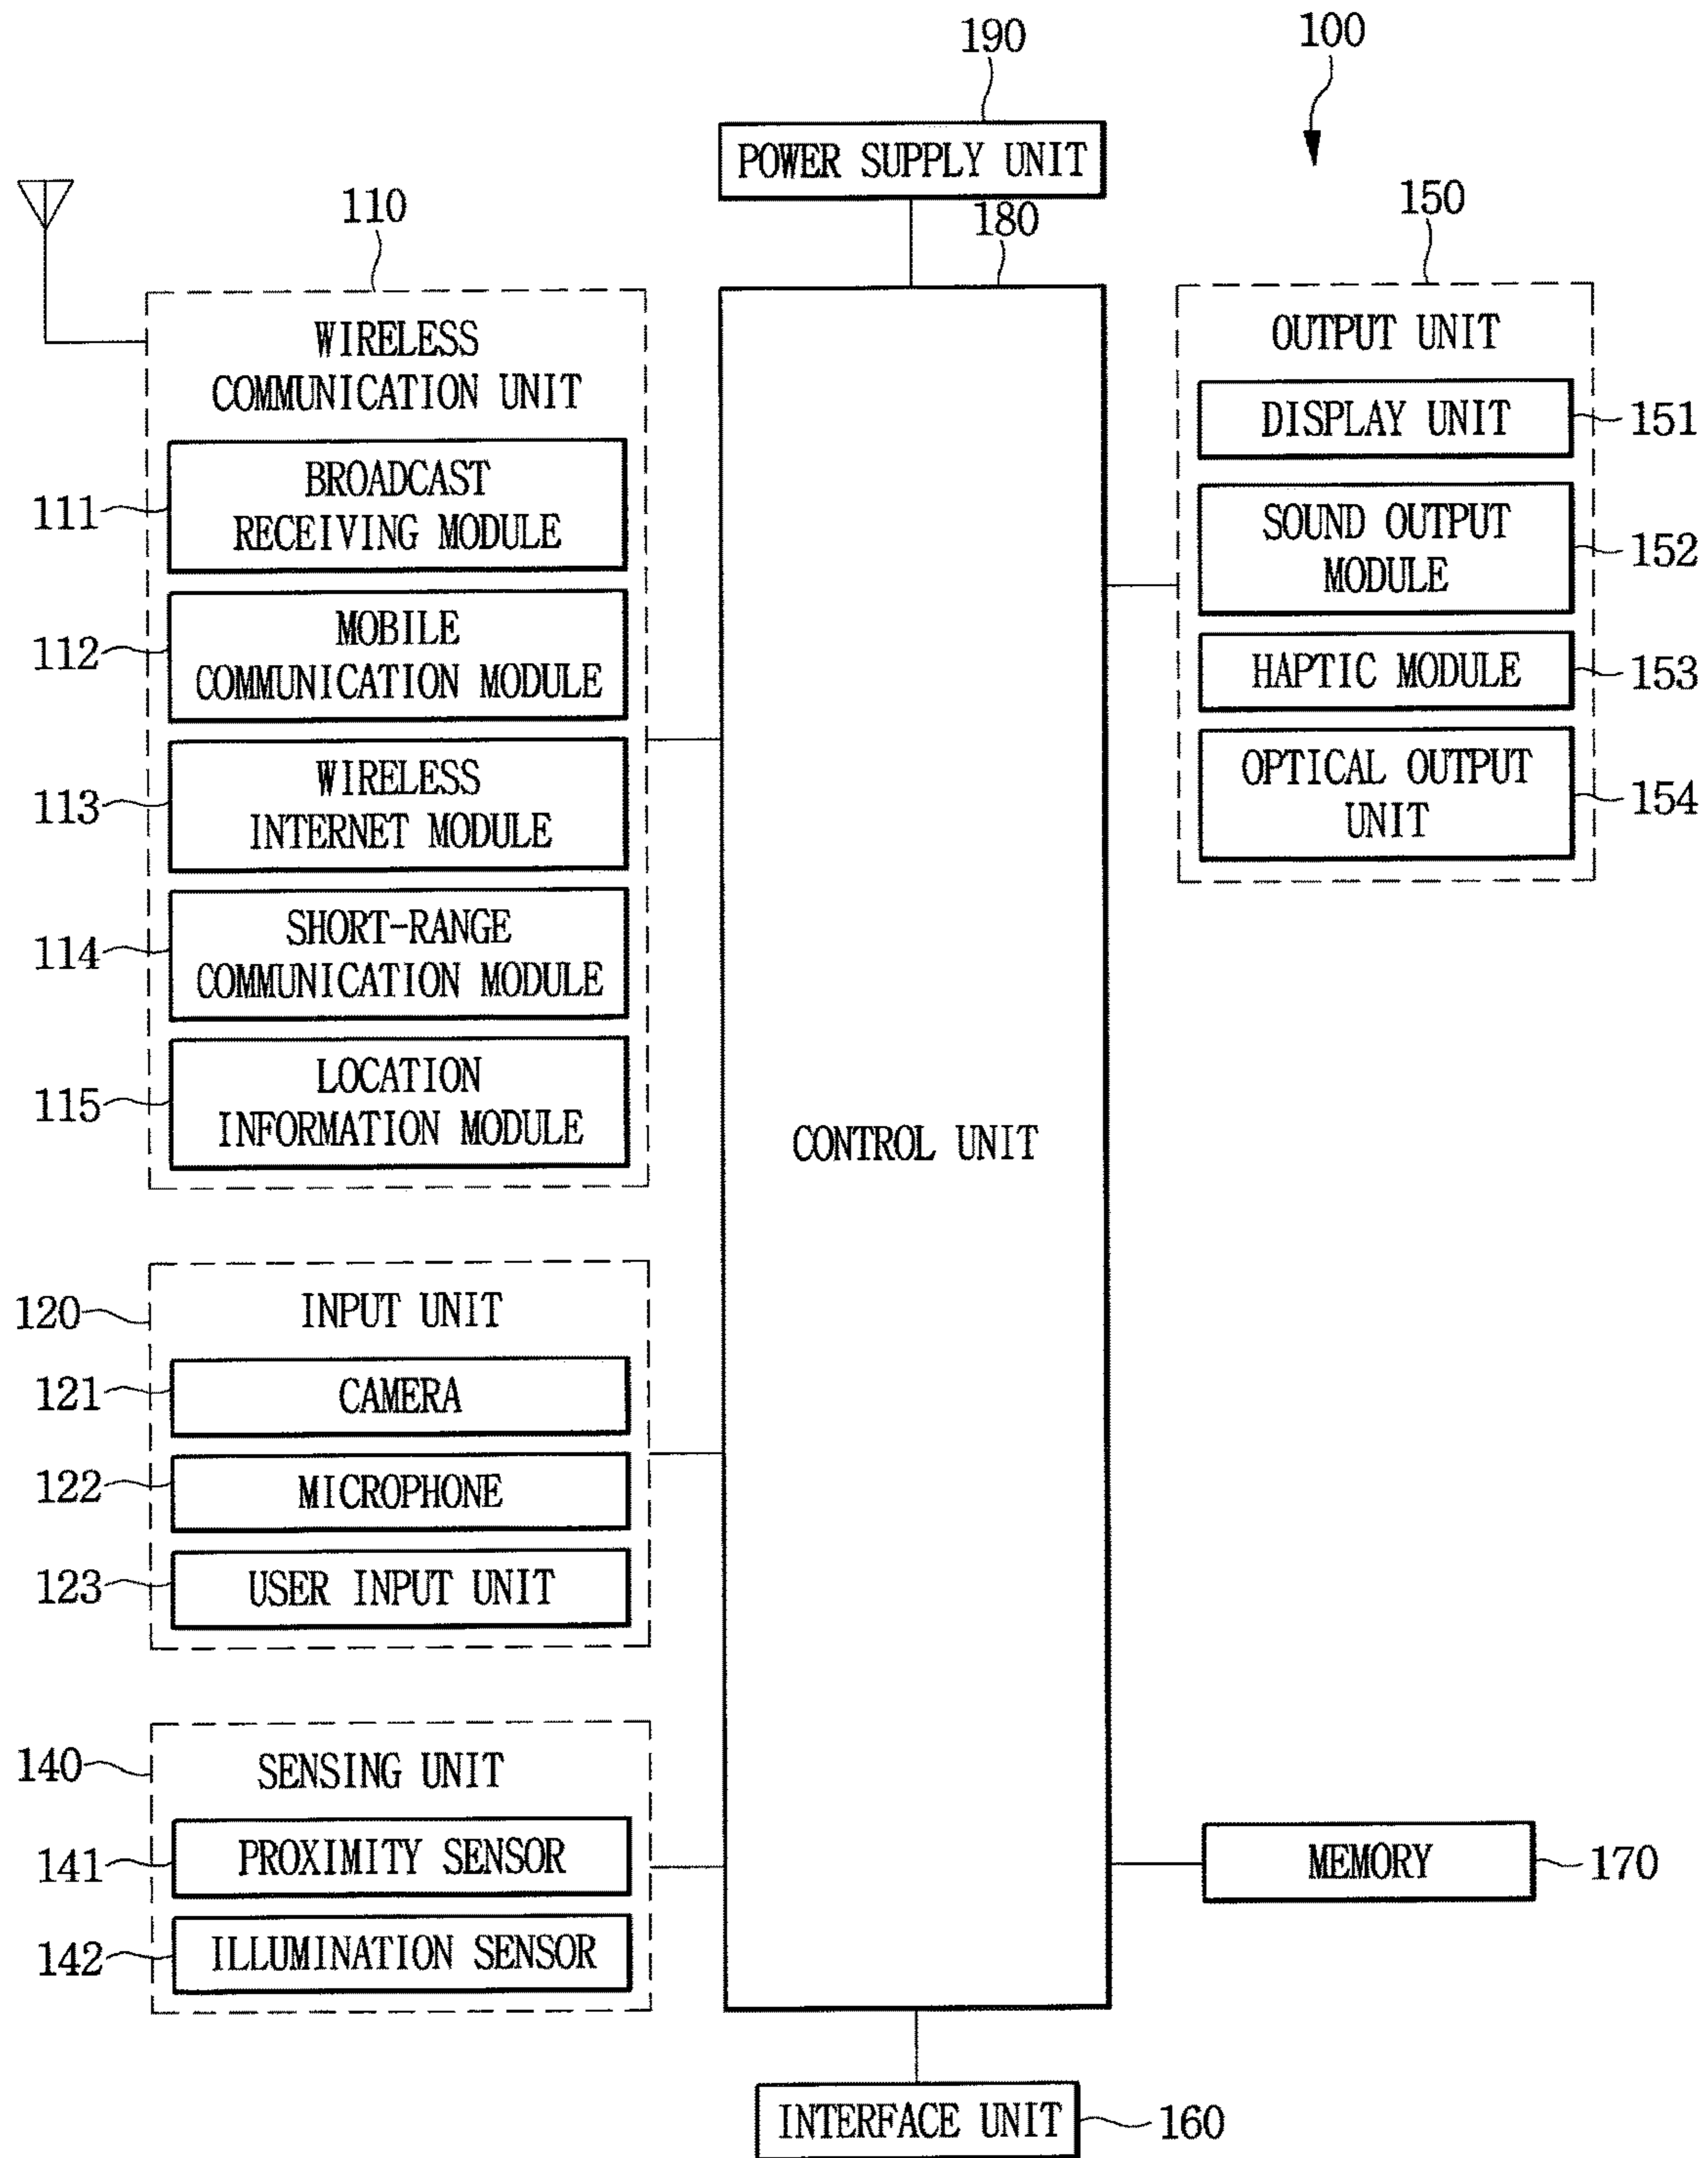 190
100
POWER SUPPLY UNIT
110
180
150
WIRELESS
COMMUNICATION UNIT
111
BROADCAST
RECEIVING MODULE
112
MOBILE
COMMUNICATION MODULE
113
WIRELESS
INTERNET MODULE
114
SHORT-RANGE
COMMUNICATION MODULE
115
LOCATION
INFORMATION MODULE
120
INPUT UNIT
121
CAMERA
122
MICROPHONE
123
USER INPUT UNIT
140
SENSING UNIT
141
PROXIMITY SENSOR
142
ILLUMINATION SENSOR
CONTROL UNIT
OUTPUT UNIT
DISPLAY UNIT
151
SOUND OUTPUT
MODULE
152
HAPTIC MODULE
153
OPTICAL OUTPUT
UNIT
154
MEMORY
170
INTERFACE UNIT
160